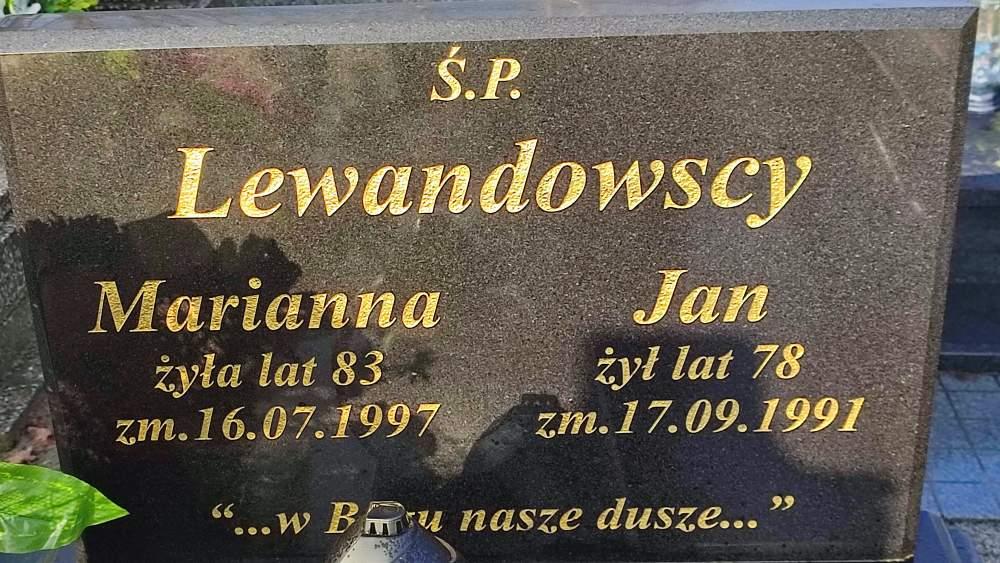 Ś.P.
Lewandowscy
Marianna
żyła lat 83
zm.16.07.1997
Jan
żył lat 78
zm.17.09.1991
“...w nasze dusze...”